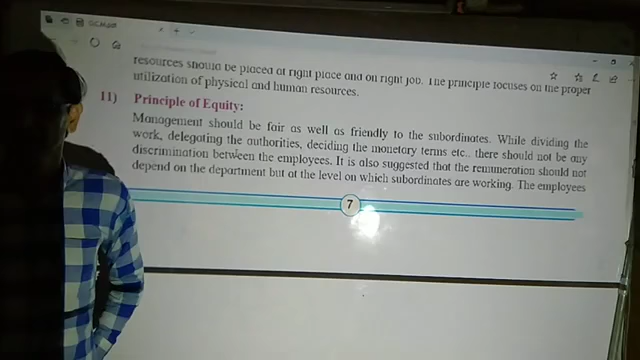 OCM.pdf
resources should be placed at right place and on right job. The principle focuses on the proper
utilization of physical and human resources.
11) Principle of Equity:
Management should be fair as well as friendly to the subordinates. While dividing the
work, delegating the authorities, deciding the monetary terms etc.. there should not be any
discrimination between the employees. It is also suggested that the remuneration should not
depend on the department but at the level on which subordinates are working. The employees
7